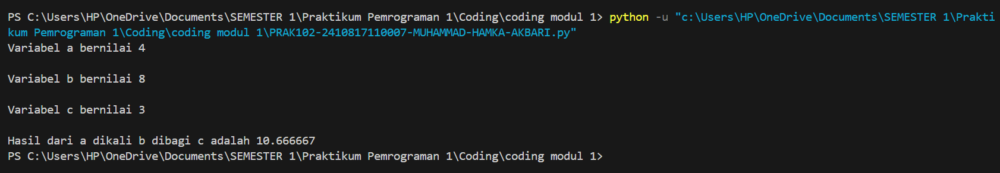 PS C:\Users\HP\OneDrive\Documents\SEMESTER 1\Praktikum Pemrograman 1\Coding\coding modul 1> python -u "c:\Users\HP\OneDrive\Documents\SEMESTER 1\Prakti
kum Pemrograman 1\Coding\coding modul 1\PRAK102-2410817110007-MUHAMMAD-HAMKA-AKBARI.py"
Variabel a bernilai 4
Variabel b bernilai 8
Variabel c bernilai 3
Hasil dari a dikali b dibagi c adalah 10.666667
PS C:\Users\HP\OneDrive\Documents\SEMESTER 1\Praktikum Pemrograman 1\Coding\coding modul 1>